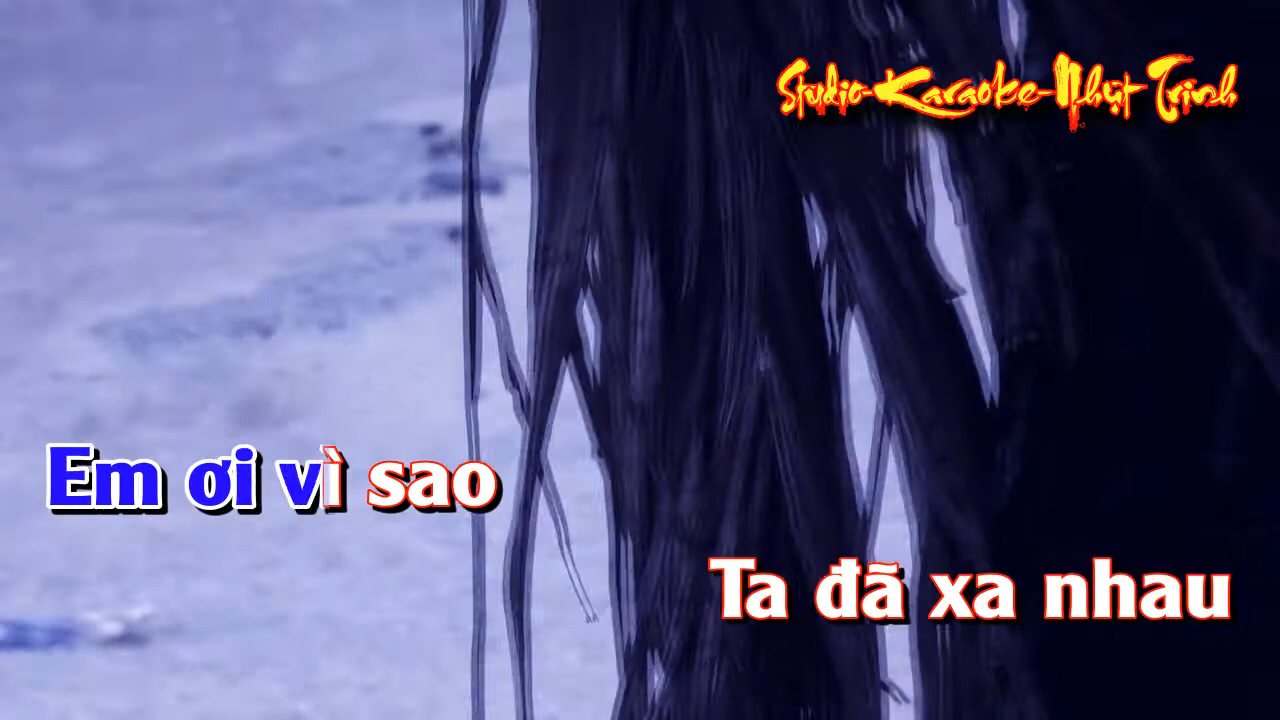 Studio-Karaoke-Nhựt Trinh
Em ơi vì sao
Ta đã xa nhau